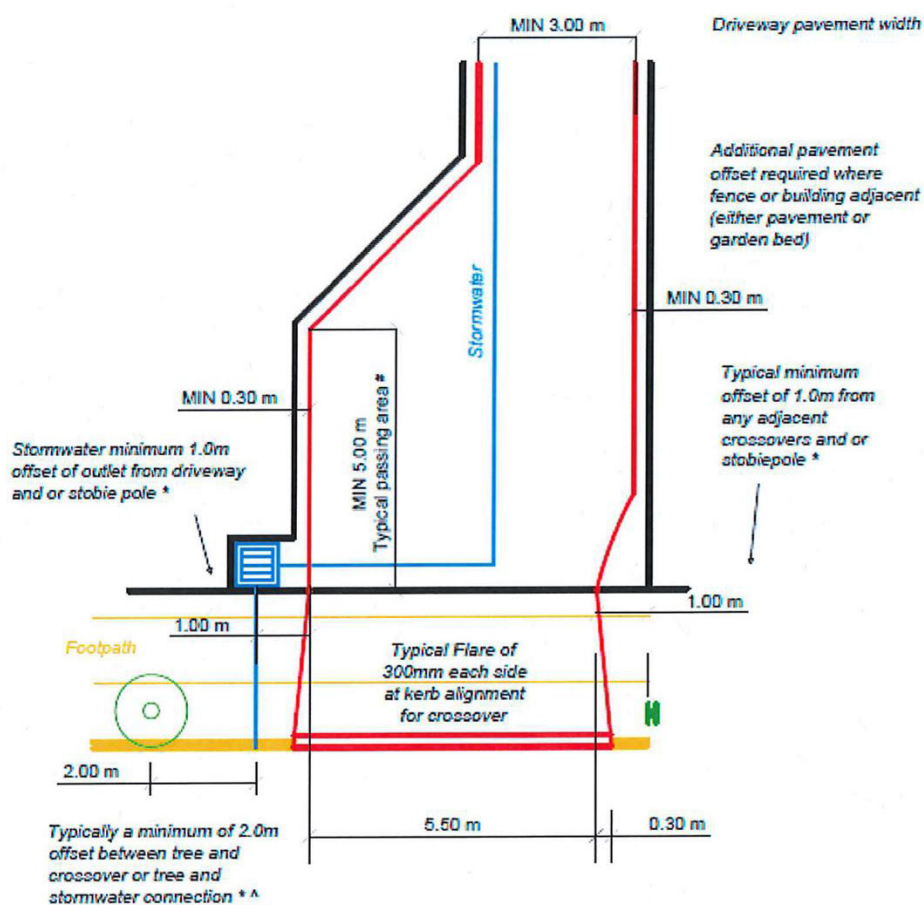 MIN 3.00 m
Driveway pavement width
Additional pavement
offset required where
fence or building adjacent
(either pavement or
garden bed)
Stormwater
MIN 0.30 m
MIN 0.30 m
MIN 5.00 m
Typical passing area #
Typical minimum
offset of 1.0m from
any adjacent
crossovers and or
stobiepole *
Stormwater minimum 1.0m
offset of outlet from driveway
and or stobie pole *
1.00 m
1.00 m
Footpath
Typical Flare of
300mm each side
at kerb alignment
for crossover
2.00 m
5.50 m
0.30 m
Typically a minimum of 2.0m
offset between tree and
crossover or tree and
stormwater connection * ^